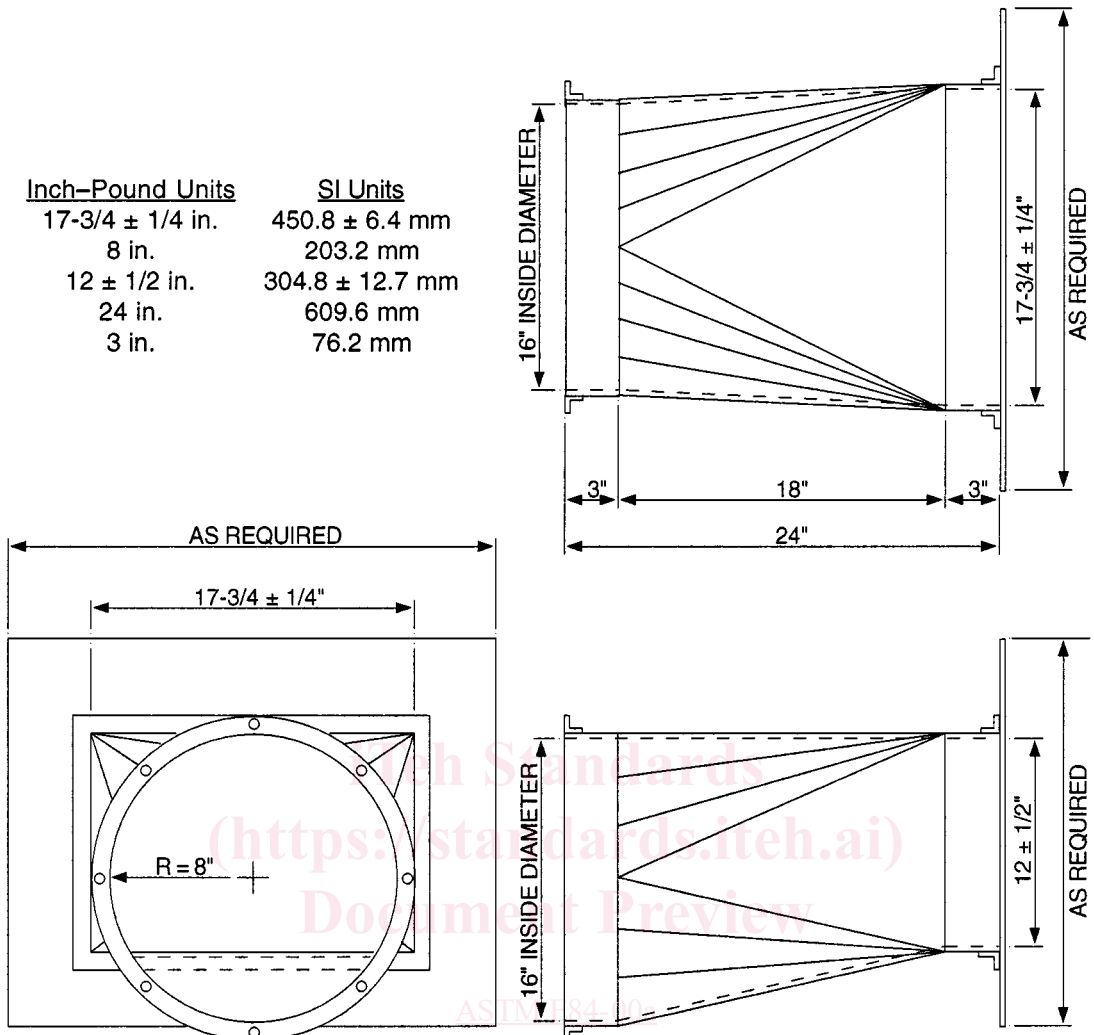 Inch–Pound Units SI Units
17-3/4 ± 1/4 in. 450.8 ± 6.4 mm
8 in. 203.2 mm
12 ± 1/2 in. 304.8 ± 12.7 mm
24 in. 609.6 mm
3 in. 76.2 mm
16" INSIDE DIAMETER
17-3/4 ± 1/4"
AS REQUIRED
3" 18" 3"
24"
AS REQUIRED
17-3/4 ± 1/4"
R = 8"
16" INSIDE DIAMETER
12 ± 1/2"
AS REQUIRED
iTeh Standards
(https://standards.iteh.ai)
Document Preview
ASTM E84-00a